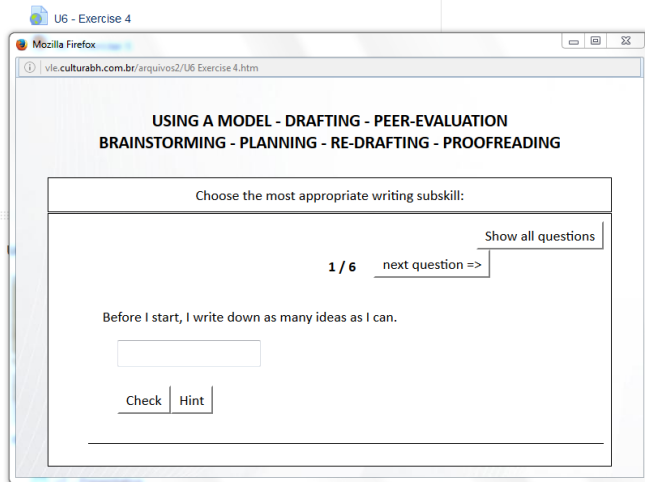 U6 - Exercise 4
Mozilla Firefox
vle.culturabh.com.br/arquivos2/U6 Exercise 4.htm
USING A MODEL - DRAFTING - PEER-EVALUATION
BRAINSTORMING - PLANNING - RE-DRAFTING - PROOFREADING
Choose the most appropriate writing subskill:
Show all questions
1 / 6 next question =>
Before I start, I write down as many ideas as I can.
Check Hint